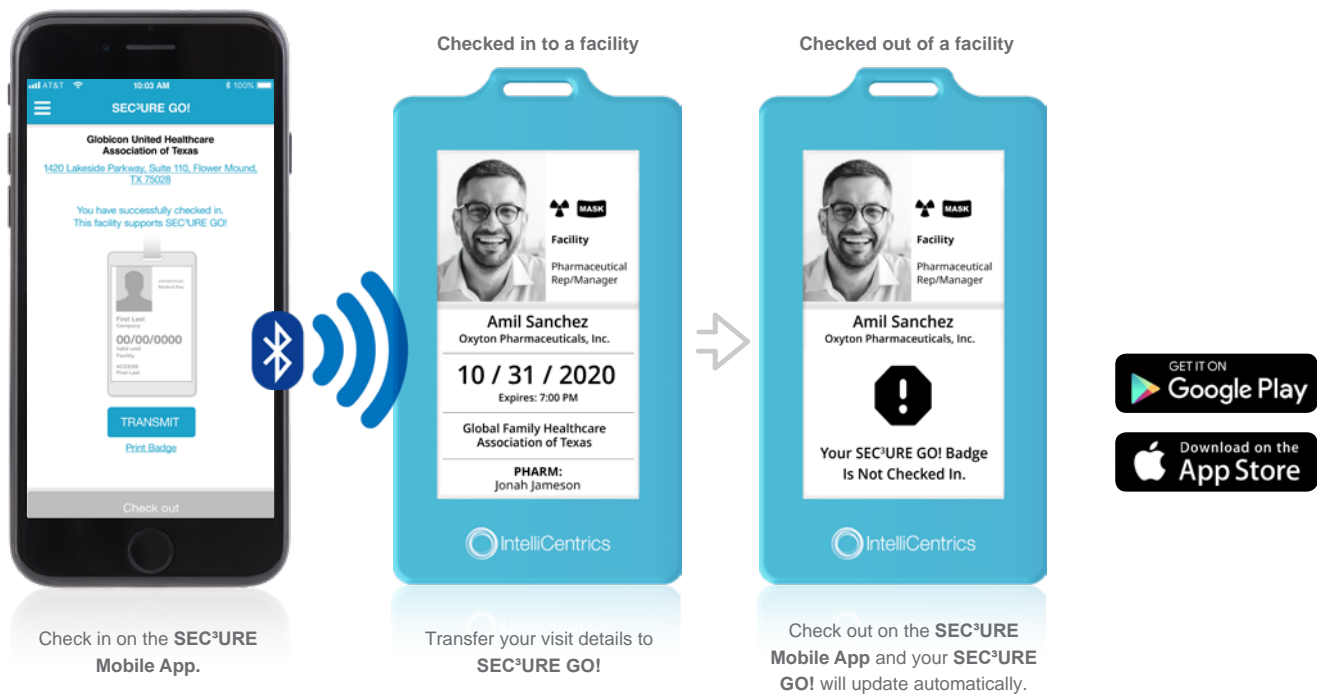 AT&T
10:03 AM
100%
SEC³URE GO!
Globicon United Healthcare
Association of Texas
1420 Lakeside Parkway, Suite 110, Flower Mound,
TX 75028
You have successfully checked in.
This facility supports SEC³URE GO!
Medical Rep
First Last
Company
00/00/0000
Valid until
Facility
ACCESS
First Last
TRANSMIT
Print Badge
Check out
Check in on the SEC³URE
Mobile App.
Checked in to a facility
MASK
Facility
Pharmaceutical
Rep/Manager
Amil Sanchez
Oxyton Pharmaceuticals, Inc.
10 / 31 / 2020
Expires: 7:00 PM
Global Family Healthcare
Association of Texas
PHARM:
Jonah Jameson
IntelliCentrics
Transfer your visit details to
SEC³URE GO!
Checked out of a facility
MASK
Facility
Pharmaceutical
Rep/Manager
Amil Sanchez
Oxyton Pharmaceuticals, Inc.
Your SEC³URE GO! Badge
Is Not Checked In.
IntelliCentrics
Check out on the SEC³URE
Mobile App and your SEC³URE
GO! will update automatically.
GET IT ON
Google Play
Download on the
App Store